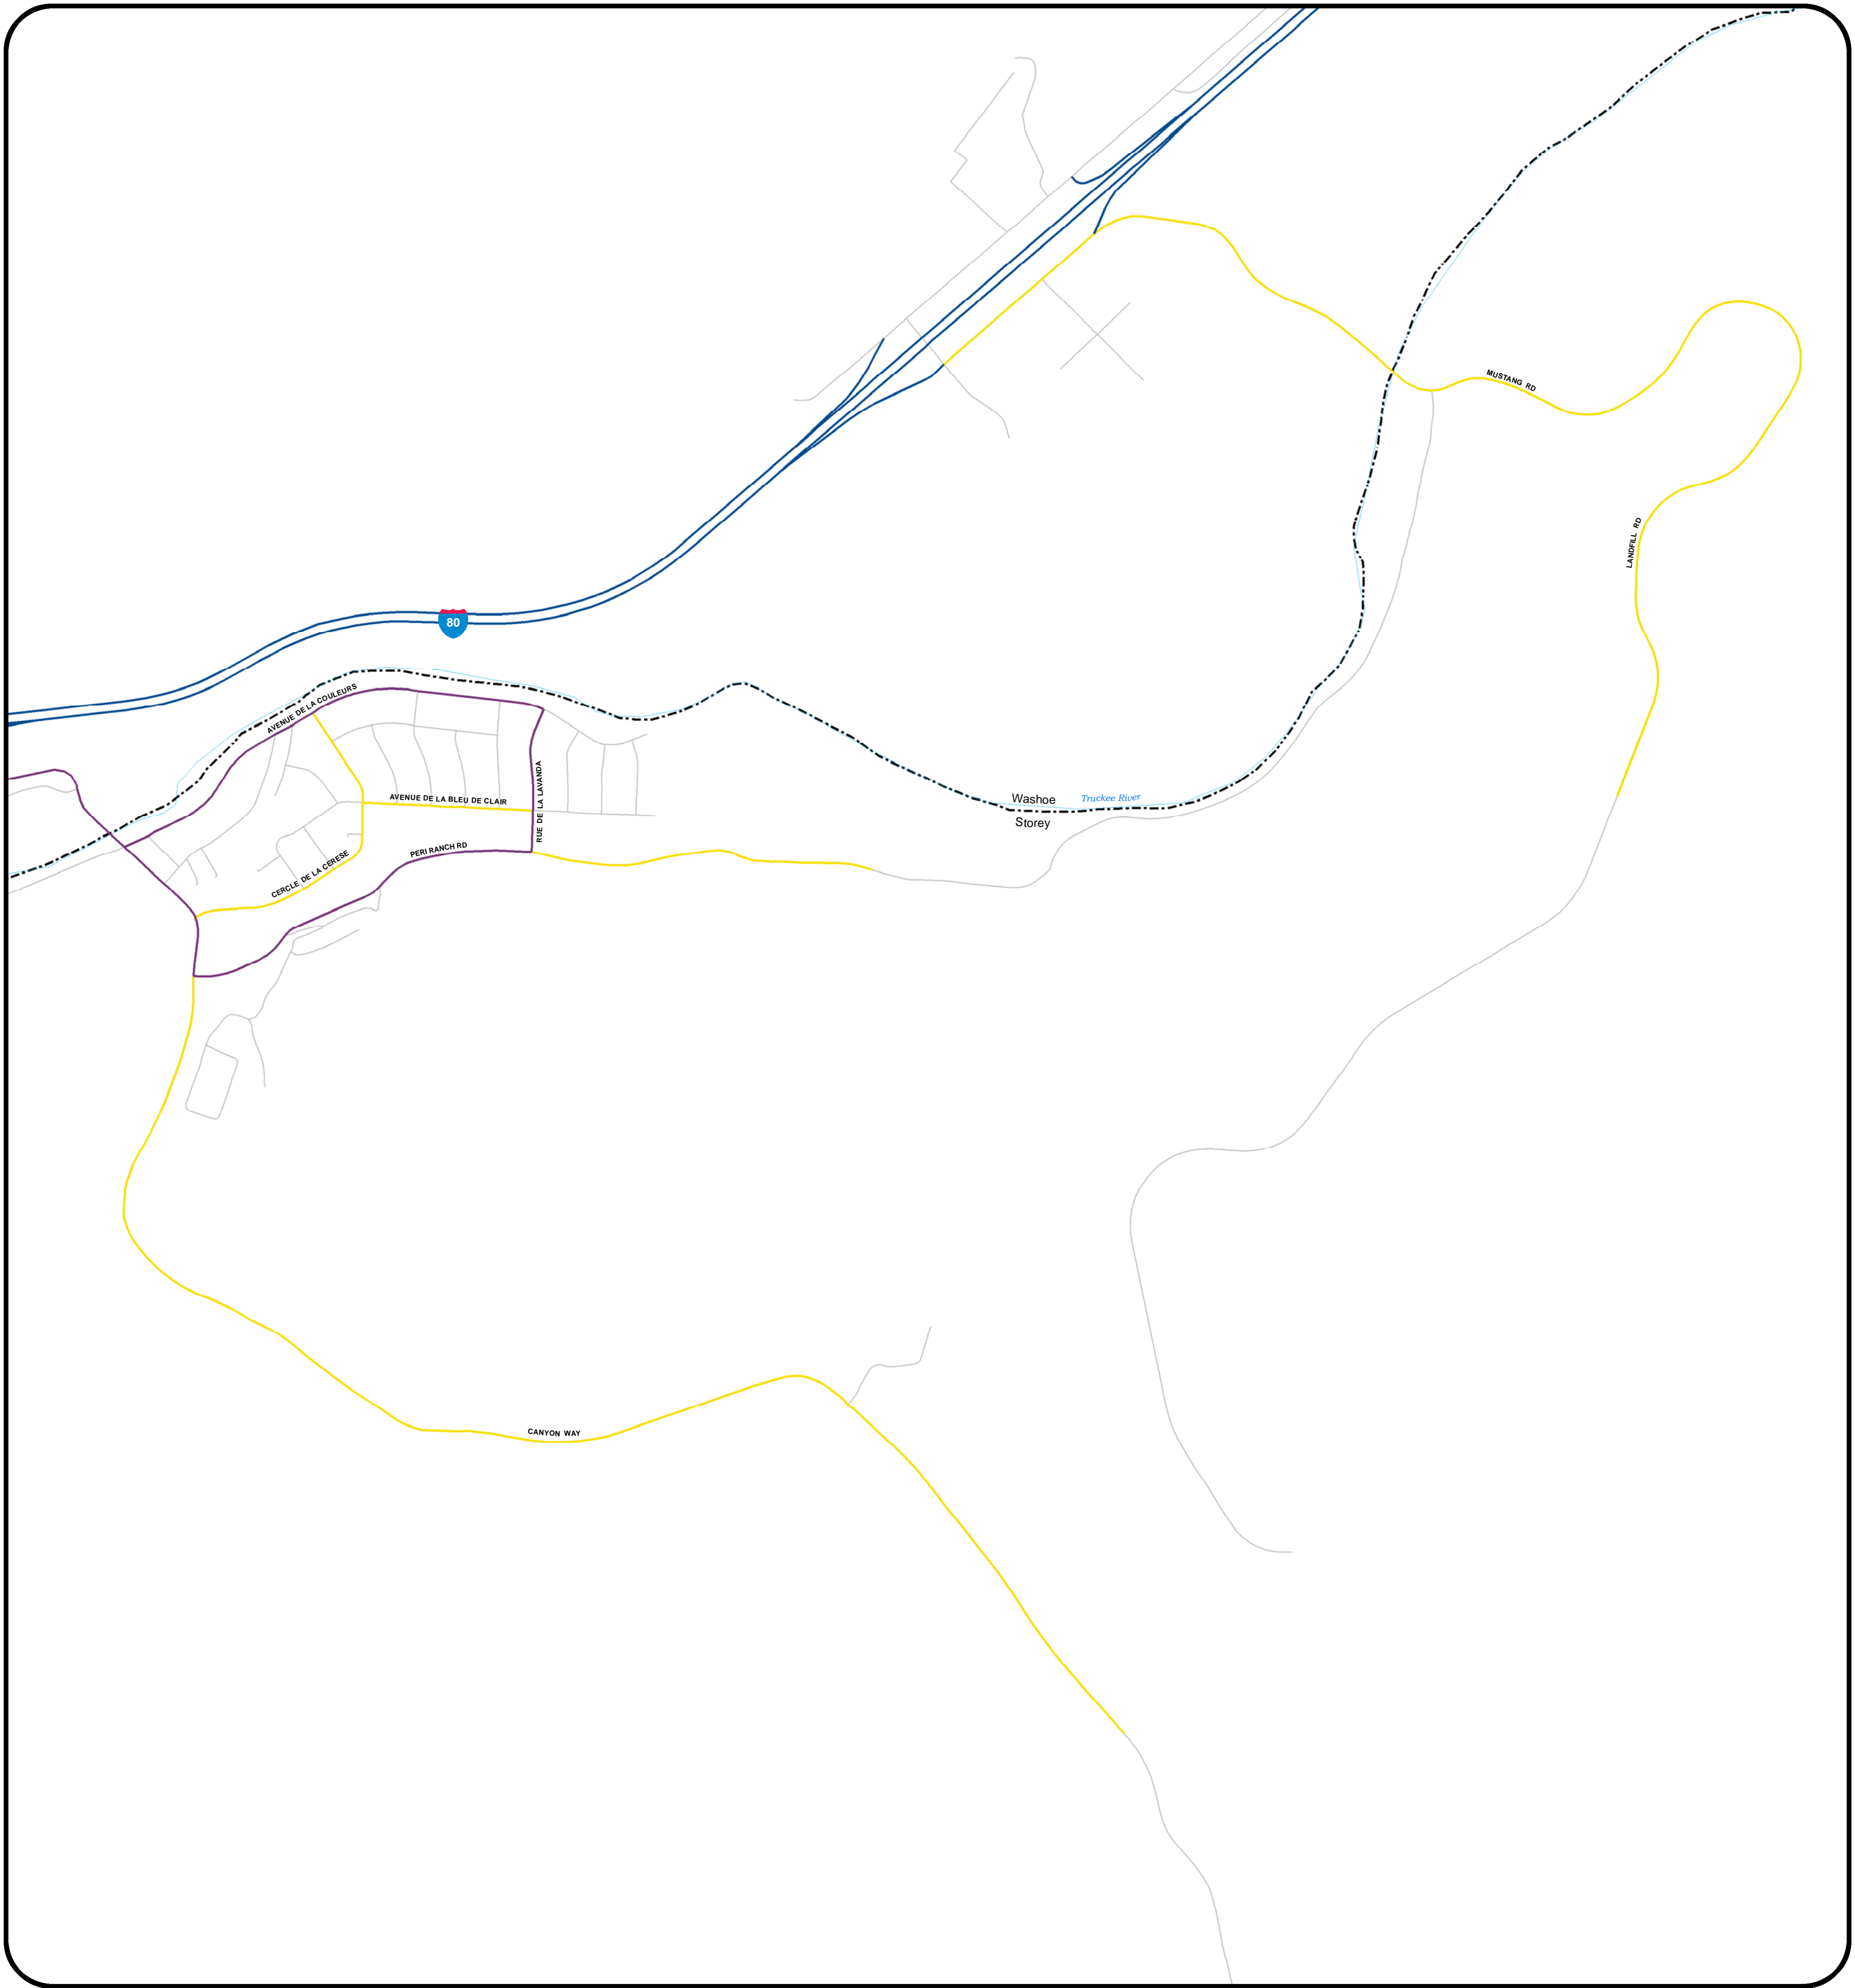 MUSTANG RD
LANDFILL RD
80
AVENUE DE LA COULEURS
RUE DE LA LAVANDA
AVENUE DE LA BLEU DE CLAIR
Washoe
Truckee River
Storey
PERI RANCH RD
CERCLE DE LA CERESE
CANYON WAY